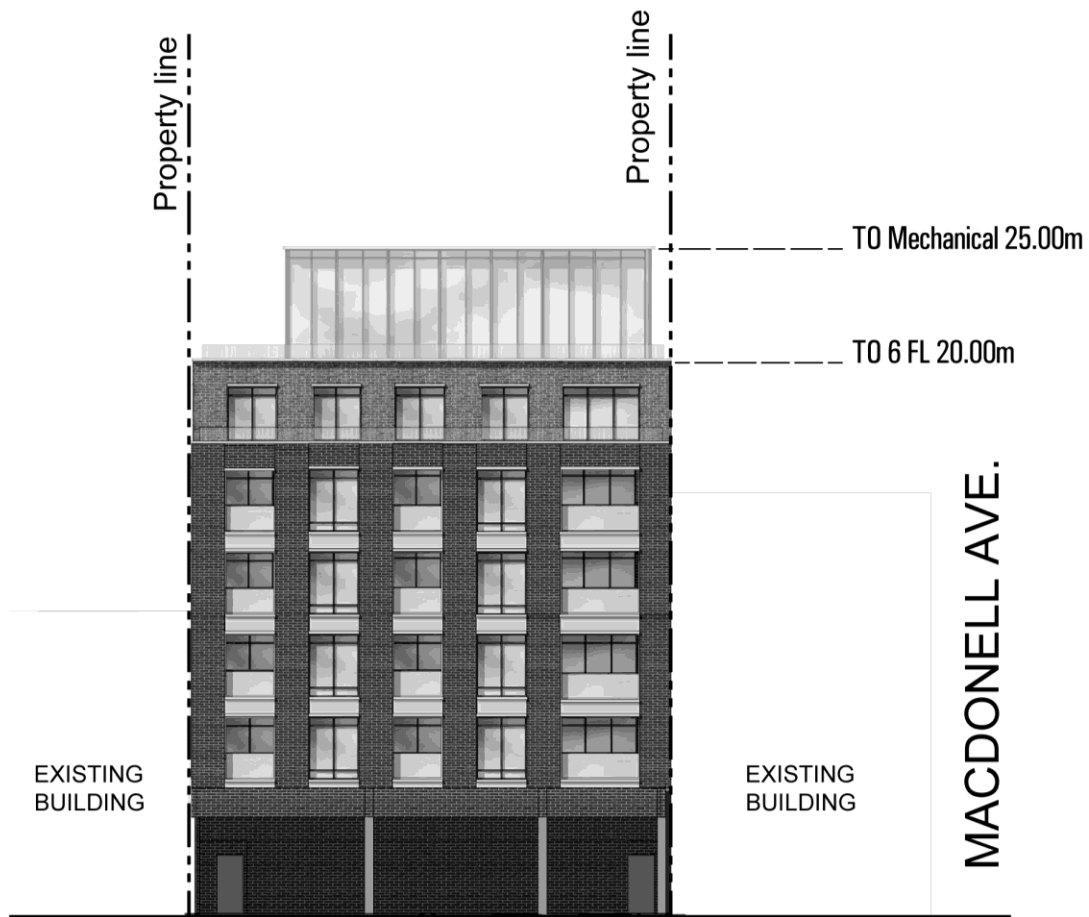 Property line
Property line
TO Mechanical 25.00m
TO 6 FL 20.00m
MACDONELL AVE.
EXISTING
BUILDING
EXISTING
BUILDING